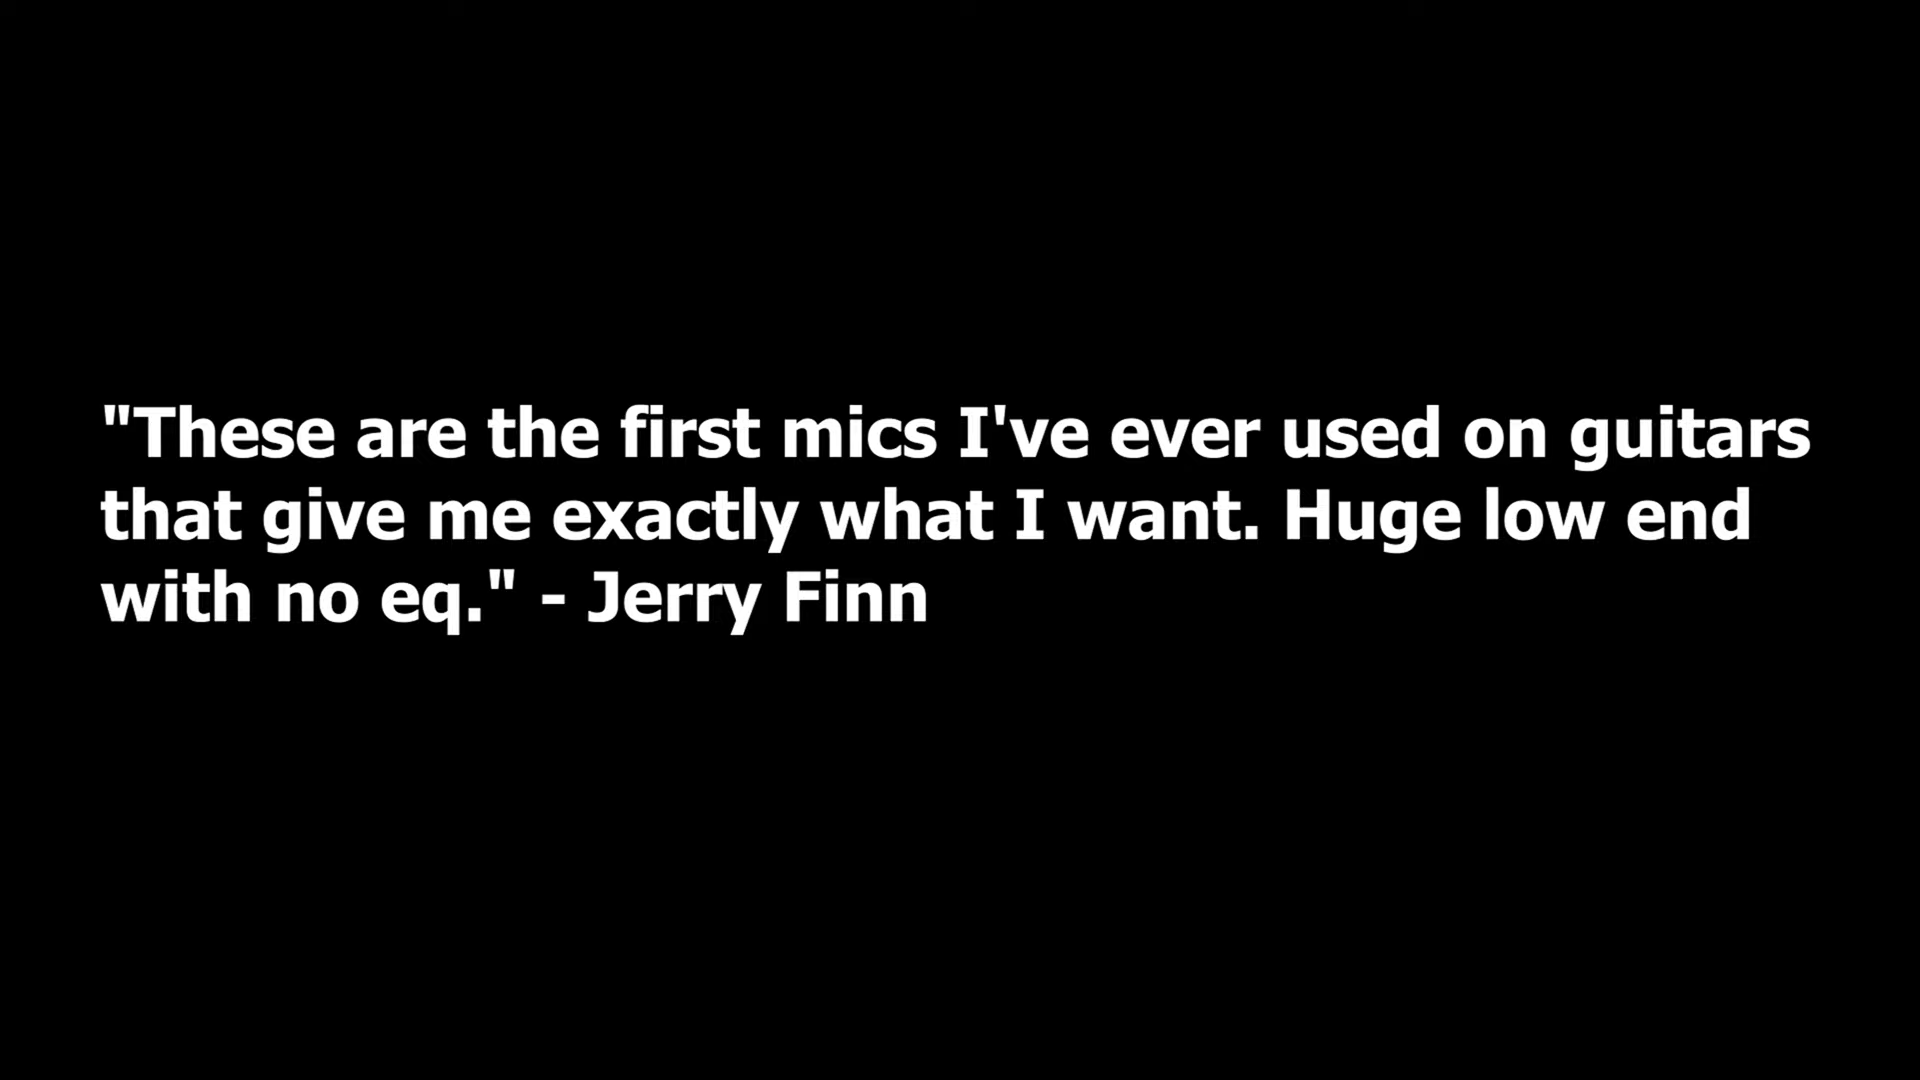 "These are the first mics I've ever used on guitars
that give me exactly what I want. Huge low end
with no eq." - Jerry Finn